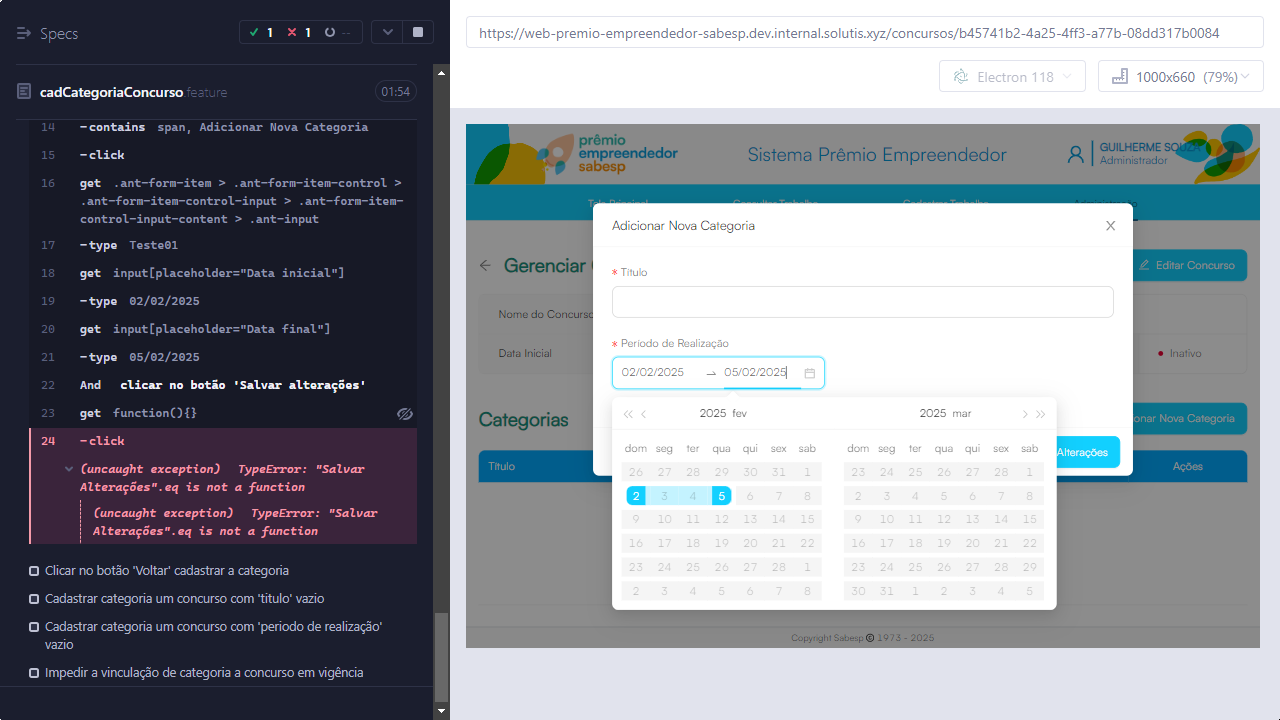 Specs
1
1
--
cadCategoriaConcurso feature
01:54
14 -contains span, Adicionar Nova Categoria
15 -click
16 get .ant-form-item > .ant-form-item-control >
.ant-form-item-control-input > .ant-form-item-
control-input-content > .ant-input
17 -type Teste01
18 get input[placeholder="Data inicial"]
19 -type 02/02/2025
20 get input[placeholder="Data final"]
21 -type 05/02/2025
22 And clicar no botão 'Salvar alterações'
23 get function(){}
24 -click
(uncaught exception) TypeError: "Salvar
Alterações".eq is not a function
(uncaught exception) TypeError: "Salvar
Alterações".eq is not a function
Clicar no botão 'Voltar' cadastrar a categoria
Cadastrar categoria um concurso com 'titulo' vazio
Cadastrar categoria um concurso com 'periodo de realização'
vazio
Impedir a vinculação de categoria a concurso em vigência
https://web-premio-empreendedor-sabesp.dev.internal.solutis.xyz/concursos/b45741b2-4a25-4ff3-a77b-08dd317b0084
Electron 118
1000x660 (79%)
prêmio
empreendedor
sabesp
Sistema Prêmio Empreendedor
GUILHERME SOUZA
Administrador
Tela Principal Consultar Trabalho Cadastrar Trabalho Administração
Adicionar Nova Categoria
Gerenciar
Editar Concurso
* Título
Nome do Concurso
* Período de Realização
Data Inicial
Inativo
02/02/2025 05/02/2025
Categorias
2025 fev
2025 mar
onar Nova Categoria
dom seg ter qua qui sex sab
dom seg ter qua qui sex sab
Alterações
Título
Ações
26 27 28 29 30 31 1
23 24 25 26 27 28 1
2 3 4 5 6 7 8
2 3 4 5 6 7 8
9 10 11 12 13 14 15
9 10 11 12 13 14 15
16 17 18 19 20 21 22
16 17 18 19 20 21 22
23 24 25 26 27 28 1
23 24 25 26 27 28 29
2 3 4 5 6 7 8
30 31 1 2 3 4 5
Copyright Sabesp © 1973 - 2025